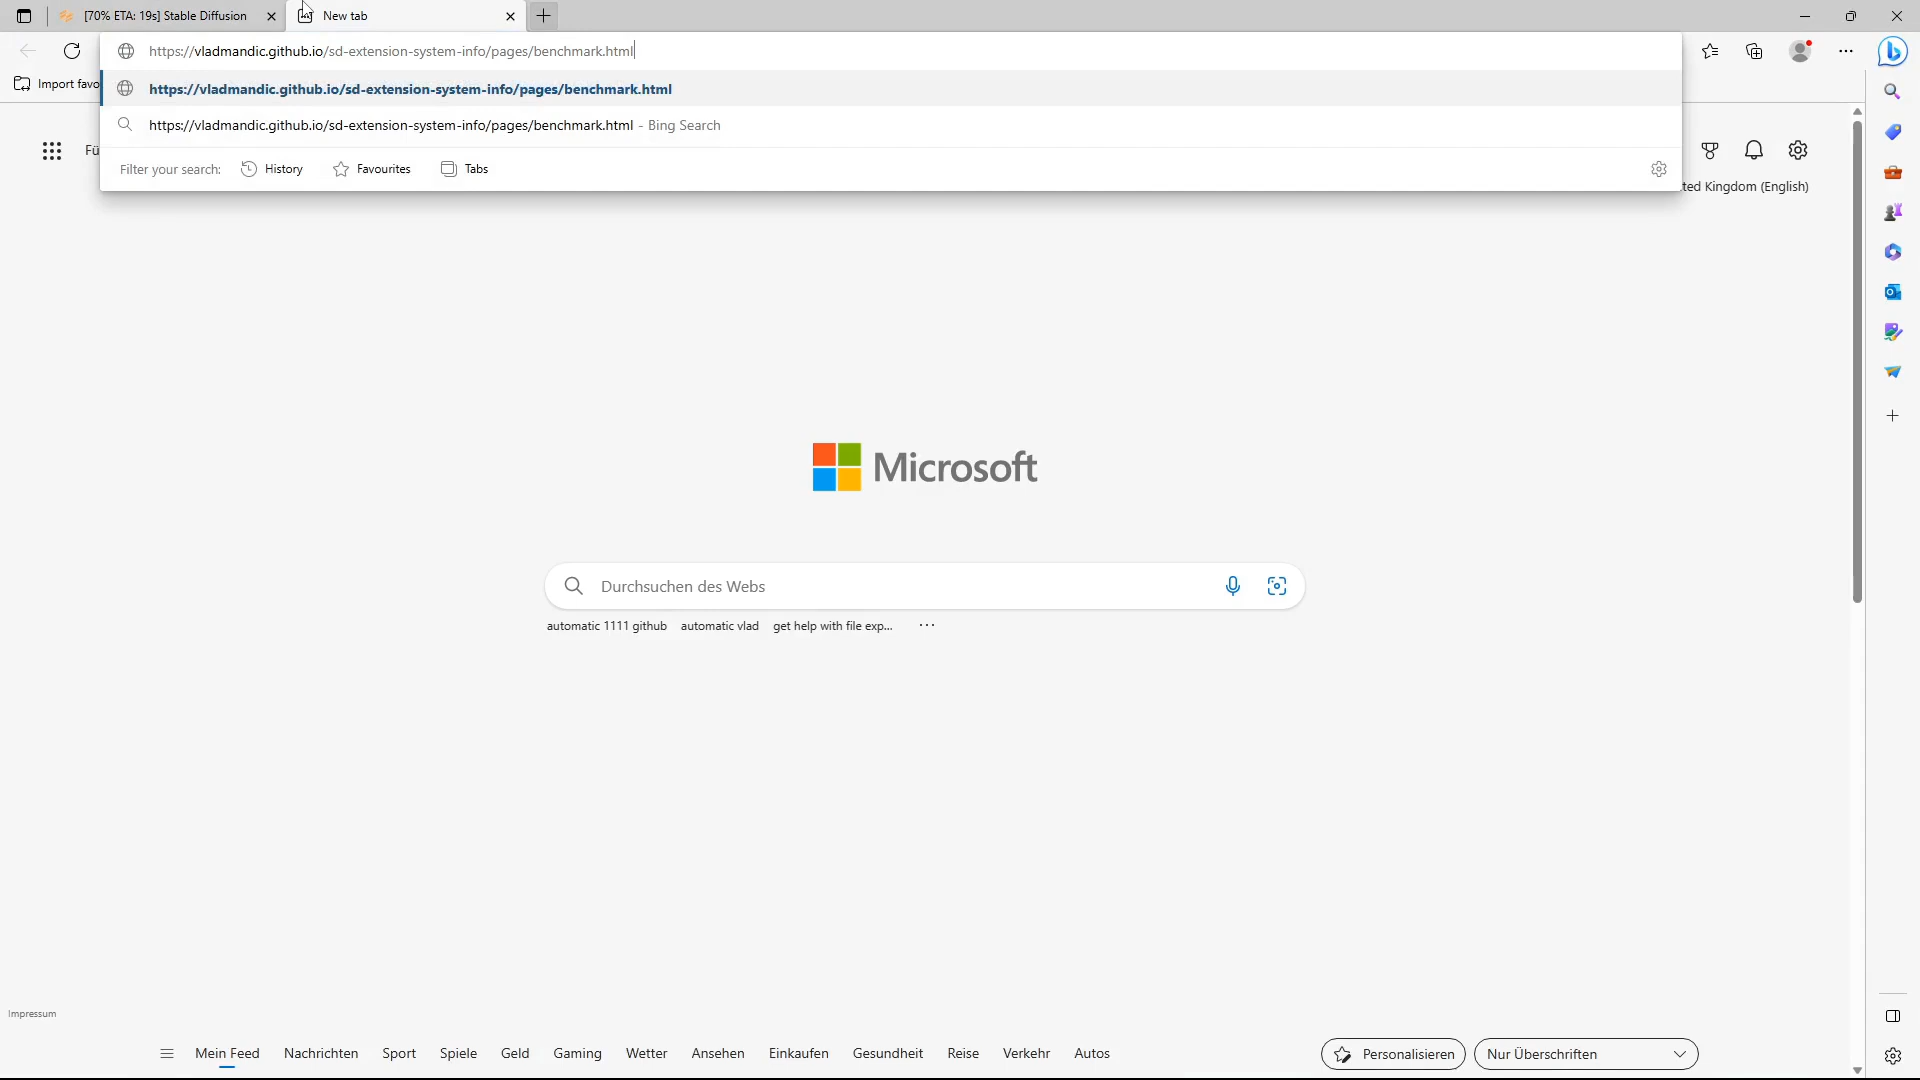 [70% ETA: 19s] Stable Diffusion
New tab
https://vladmandic.github.io/sd-extension-system-info/pages/benchmark.html
Import favo
https://vladmandic.github.io/sd-extension-system-info/pages/benchmark.html
https://vladmandic.github.io/sd-extension-system-info/pages/benchmark.html - Bing Search
Fü
Filter your search: History Favourites Tabs
ted Kingdom (English)
Microsoft
Durchsuchen des Webs
automatic 1111 github automatic vlad get help with file exp... ...
Impressum
Mein Feed Nachrichten Sport Spiele Geld Gaming Wetter Ansehen Einkaufen Gesundheit Reise Verkehr Autos Personalisieren Nur Überschriften